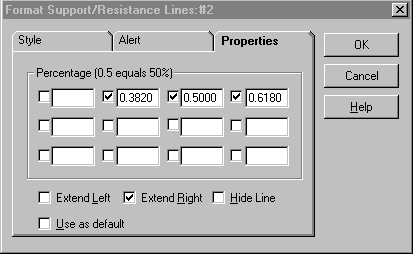 Format Support/Resistance Lines:#2
Style Alert Properties
OK
Percentage (0.5 equals 50%)
Cancel
0.3820 0.5000 0.6180
Help
Extend Left Extend Right Hide Line
Use as default